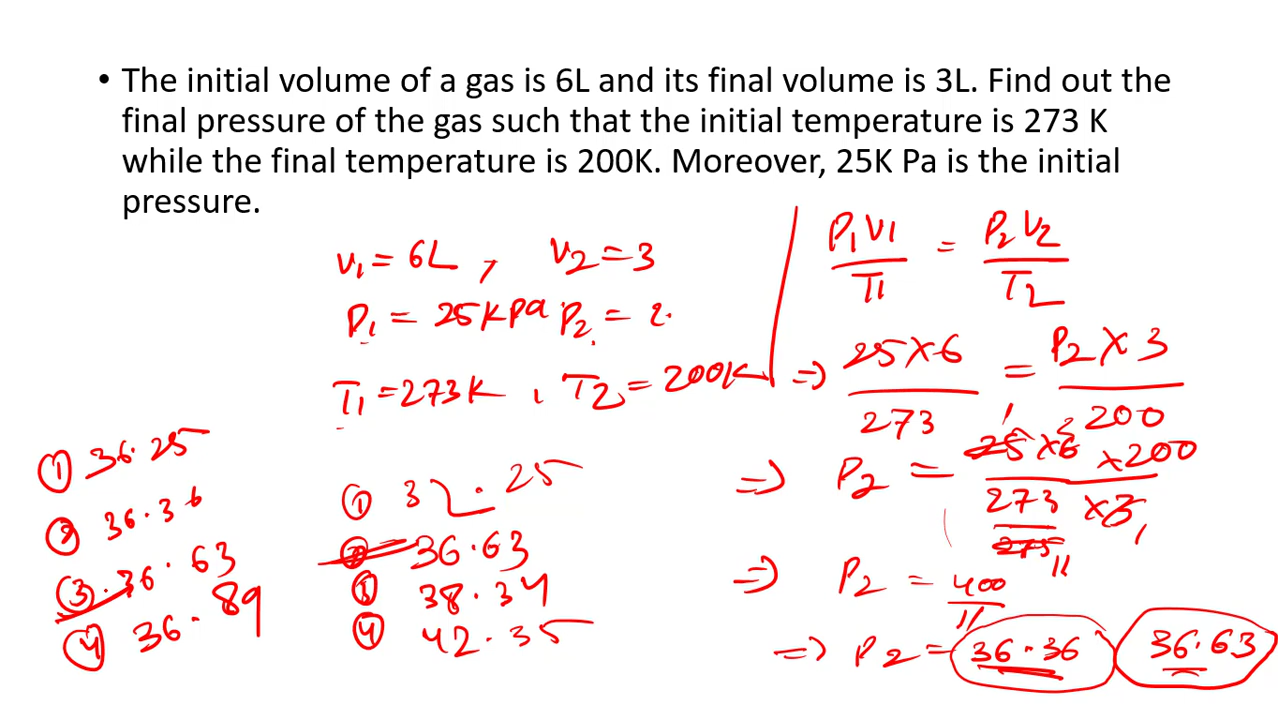 • The initial volume of a gas is 6L and its final volume is 3L. Find out the
final pressure of the gas such that the initial temperature is 273 K
while the final temperature is 200K. Moreover, 25K Pa is the initial
pressure.
V1 = 6L , V2 = 3
P1 = 25KPa P2 = ?
T1 = 273K , T2 = 200K
P1V1/T1 = P2V2/T2
=> 25×6/273 = P2×3/200
=> P2 = 25×6×200/273×3
275 11
=> P2 = 400/11
=> P2 = 36.36 36.63
① 36.25
② 36.36
③ 36.63
④ 36.89
① 32.25
② 36.63
③ 38.34
④ 42.35